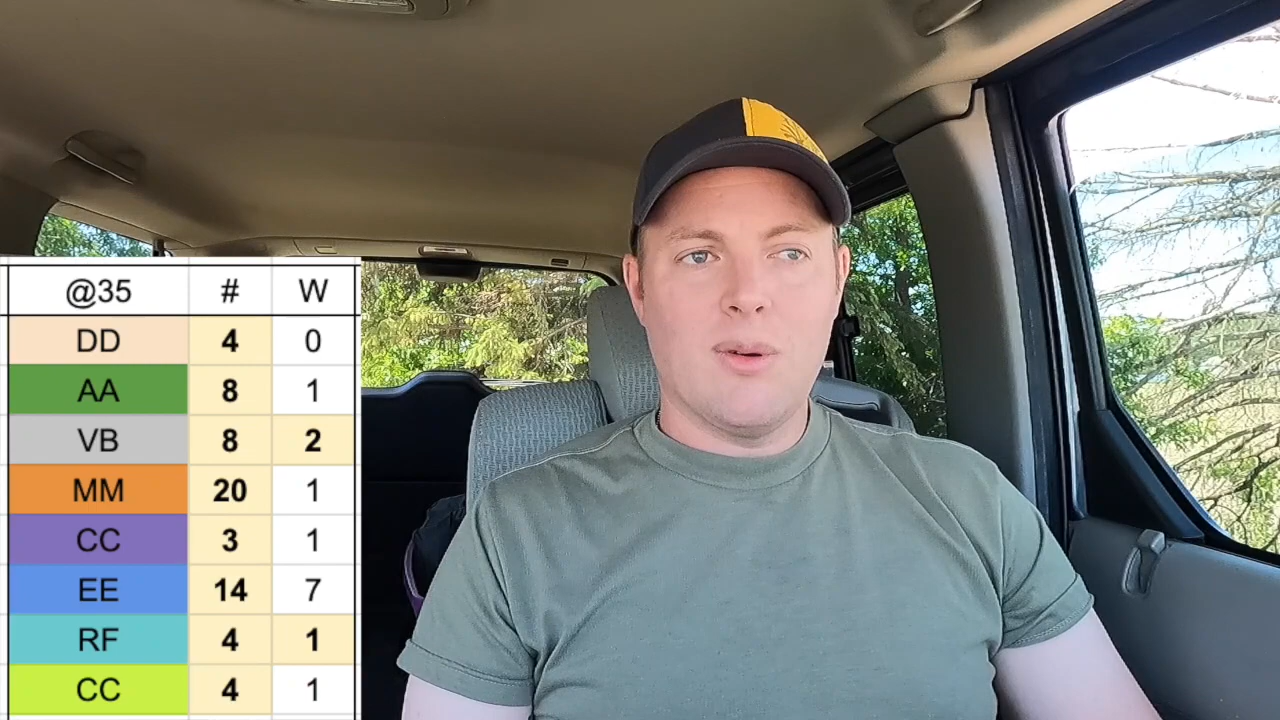 @35 # W
DD 4 0
AA 8 1
VB 8 2
MM 20 1
CC 3 1
EE 14 7
RF 4 1
CC 4 1